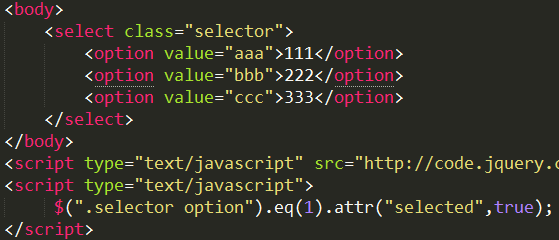 <body>
    <select class="selector">
        <option value="aaa">111</option>
        <option value="bbb">222</option>
        <option value="ccc">333</option>
    </select>
</body>
<script type="text/javascript" src="http://code.jquery.
<script type="text/javascript">
    $(".selector option").eq(1).attr("selected",true);
</script>